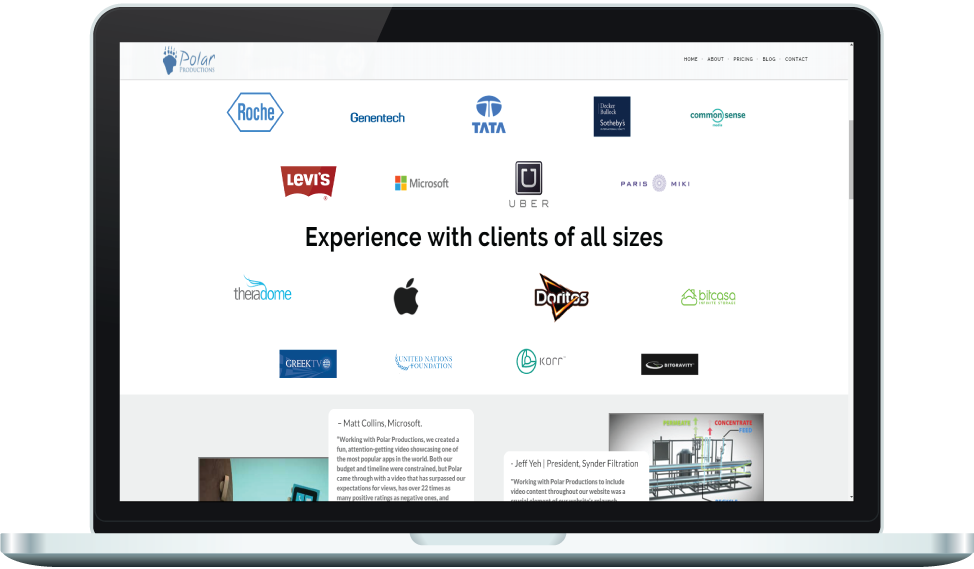 Polar
PRODUCTIONS
HOME ABOUT PRICING BLOG CONTACT
Roche
Genentech
TATA
Decker
Bullock
Sotheby's
common sense
media
LEVI'S
Microsoft
UBER
PARIS MIKI
Experience with clients of all sizes
theradome
Doritos
bitcasa
INFINITE STORAGE
GREEK TV
UNITED NATIONS
FOUNDATION
KORR
BITGRAVITY
– Matt Collins, Microsoft.
"Working with Polar Productions, we created a
fun, attention-getting video showcasing one of
the most popular apps in the world. Both our
budget and timeline were constrained, but Polar
came through with a video that has surpassed our
expectations for views, has over 22 times as
many positive ratings as negative ones, and
PERMEATE
CONCENTRATE
FEED
- Jeff Yeh | President, Synder Filtration
"Working with Polar Productions to include
video content throughout our website was a